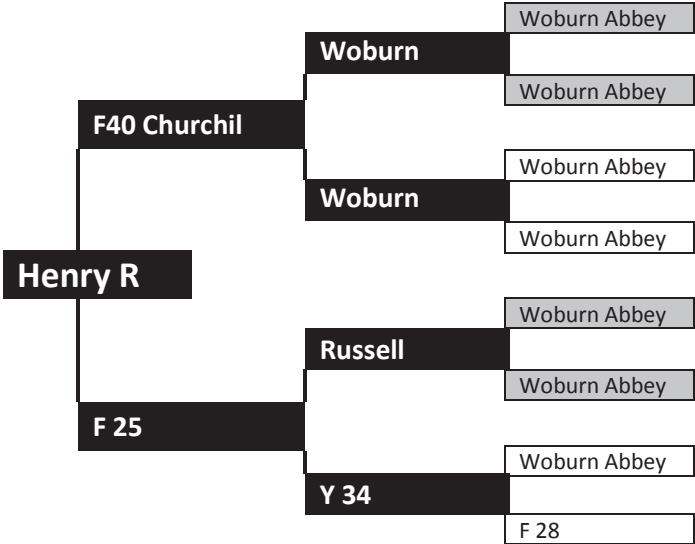 Woburn Abbey
Woburn
Woburn Abbey
F40 Churchil
Woburn Abbey
Woburn
Woburn Abbey
Henry R
Woburn Abbey
Russell
Woburn Abbey
F 25
Woburn Abbey
Y 34
F 28